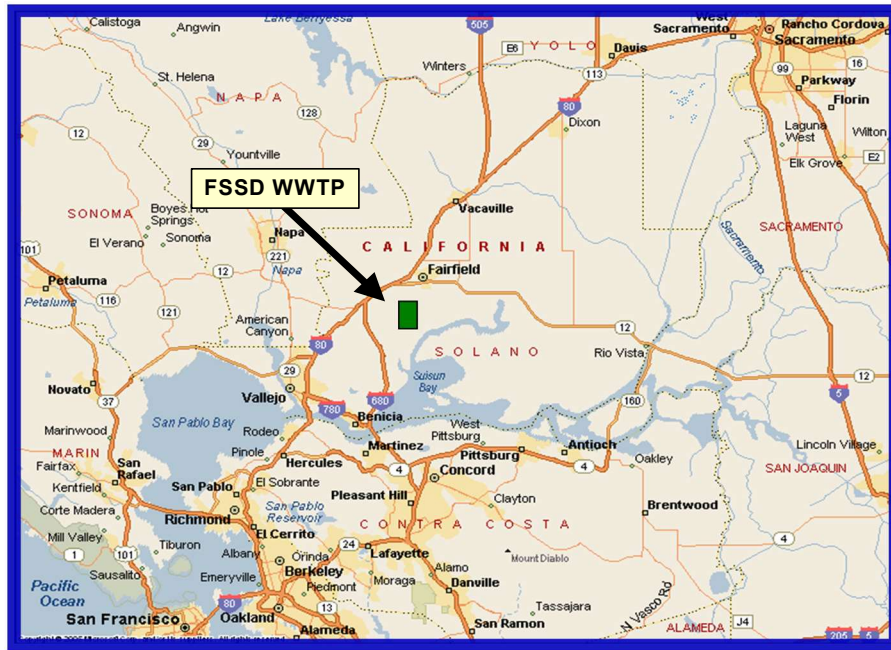 Calistoga
Angwin
Lake Berryessa
505
E6
YOLO
Davis
West
Sacramento
Rancho Cordova
Sacramento
Winters
113
99
16
St. Helena
Parkway
NAPA
80
Florin
128
Dixon
12
29
Laguna
West
Wilton
Yountville
E2
Elk Grove
FSSD WWTP
Vacaville
SONOMA
Boyes Hot
Springs
El Verano
Sonoma
Napa
SACRAMENTO
Sacramento
101
221
CALIFORNIA
12
Napa
Fairfield
Petaluma
Petaluma
116
121
American
Canyon
12
80
SOLANO
Rio Vista
29
Suisun
Bay
12
Novato
Vallejo
680
160
5
37
780
San Pablo Bay
Benicia
Marinwood
Rodeo
West
Pittsburg
MARIN
Pinole
Martinez
Pittsburg
Antioch
Lincoln Village
Fairfax
San
Rafael
Hercules
4
4
Oakley
Kentfield
Concord
SAN JOAQUIN
San Pablo
El Sobrante
Pleasant Hill
Clayton
Corte Madera
Richmond
San Pablo
Reservoir
Brentwood
CONTRA COSTA
Mill Valley
El Cerrito
4
1
101
Tiburon
Albany
Orinda
24
Lafayette
Mount Diablo
Sausalito
Berkeley
Alamo
Emeryville
Piedmont
Moraga
Danville
Pacific
Ocean
80
13
Tassajara
N Vasco Rd
San Francisco
Oakland
San Ramon
J4
Alameda
ALAMEDA
205
5